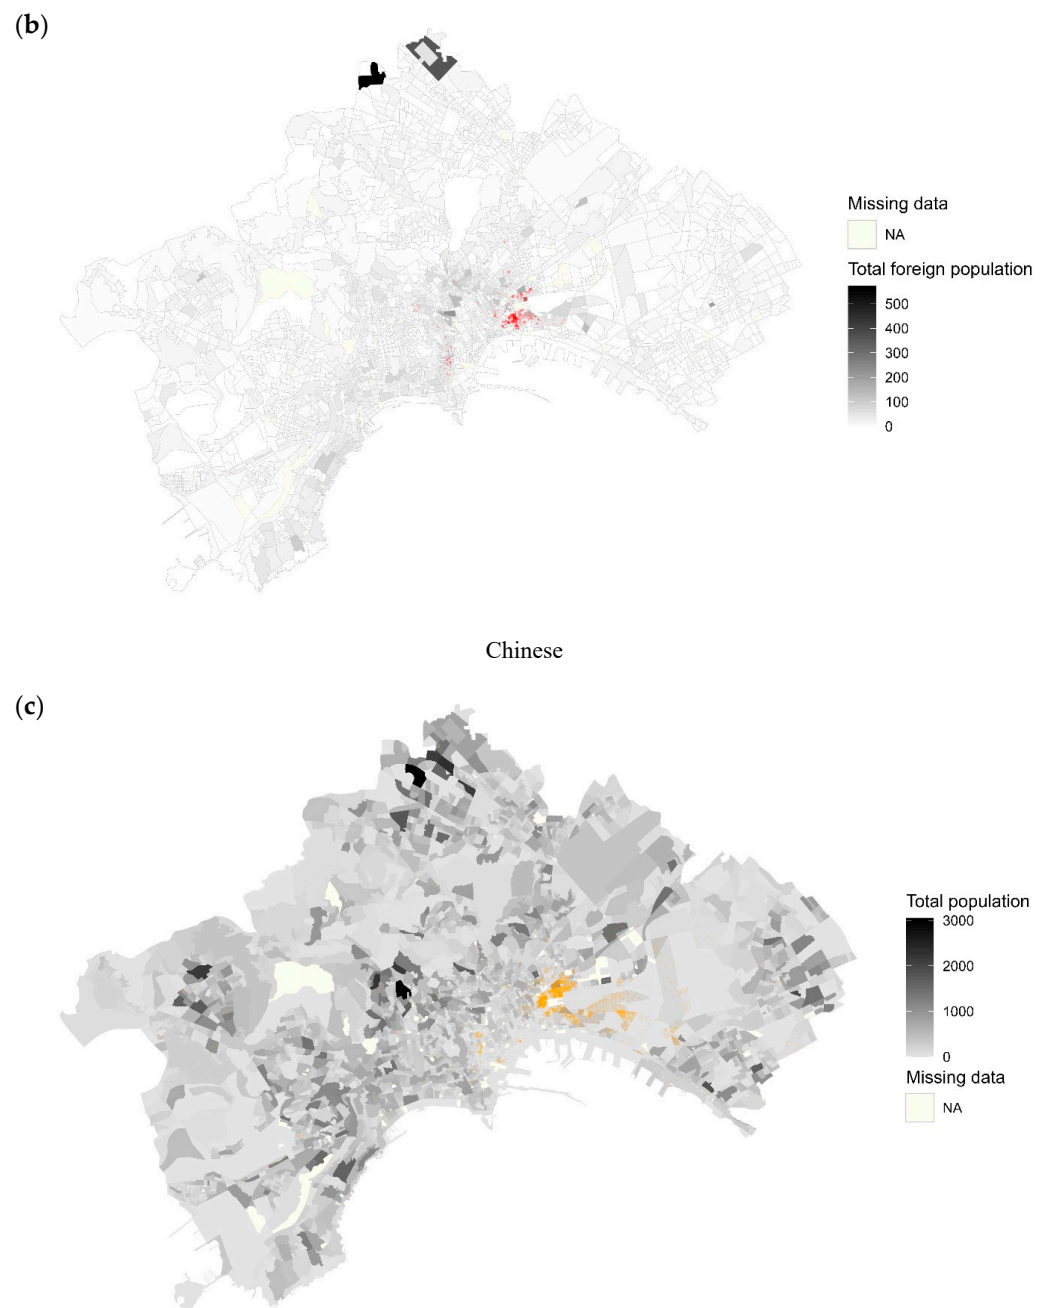 (b)
Missing data
NA
Total foreign population
500
400
300
200
100
0
Chinese
(c)
Total population
3000
2000
1000
0
Missing data
NA